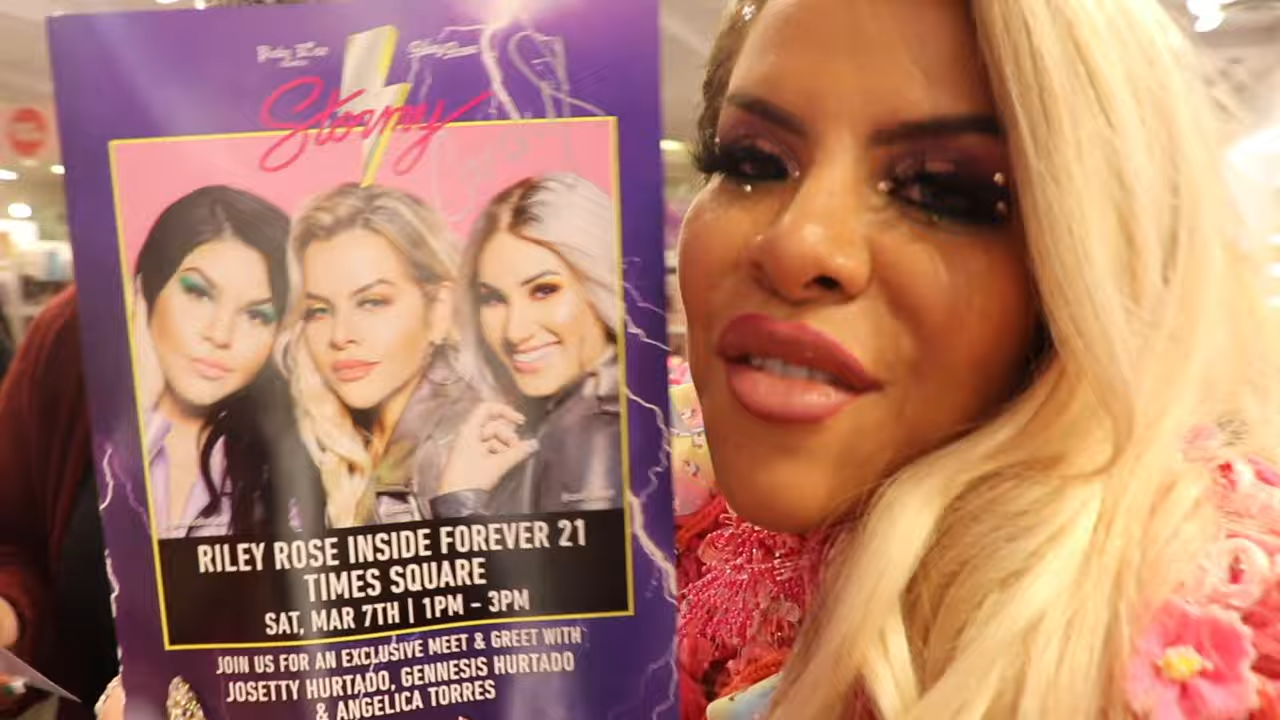 Stormy
RILEY ROSE INSIDE FOREVER 21
TIMES SQUARE
SAT, MAR 7TH | 1PM - 3PM
JOIN US FOR AN EXCLUSIVE MEET & GREET WITH
JOSETTY HURTADO, GENNESIS HURTADO
& ANGELICA TORRES